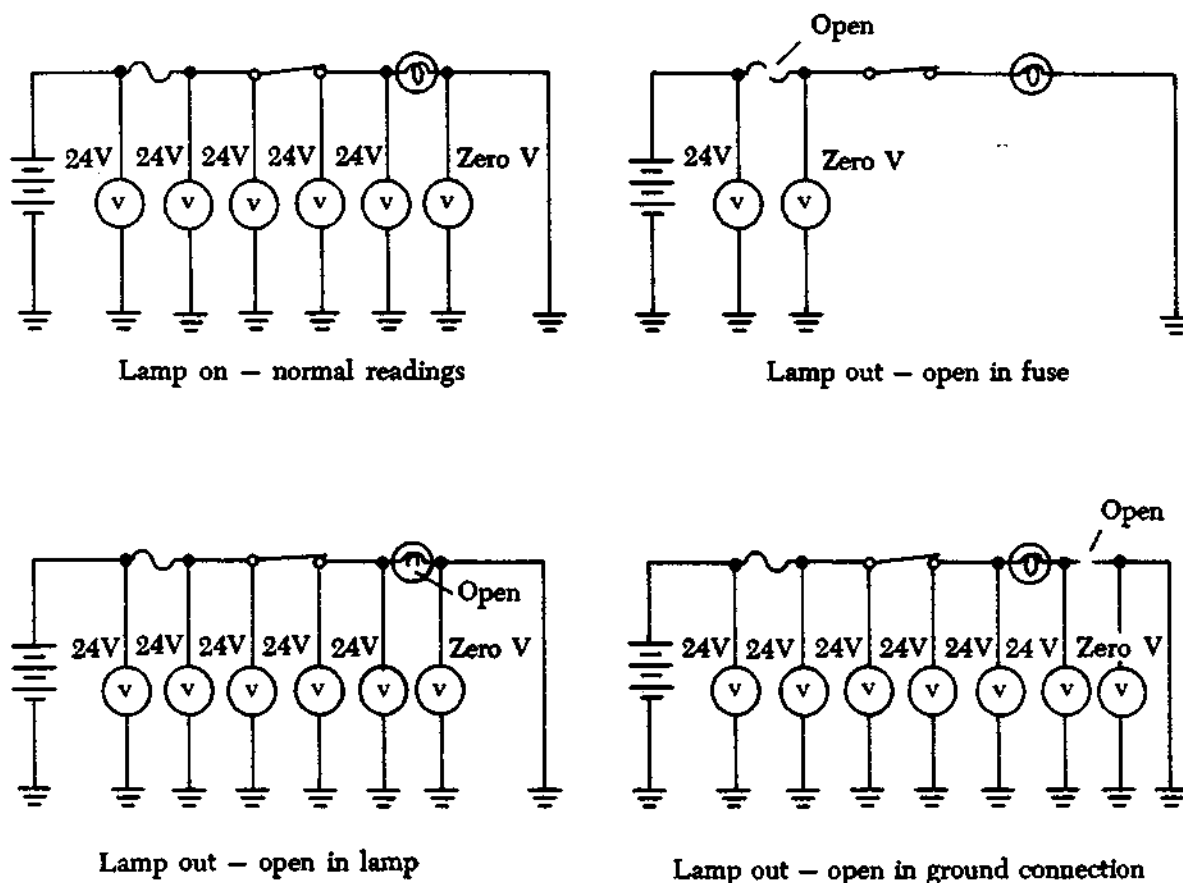 Open
24V 24V 24V 24V 24V Zero V
V V V V V V
Lamp on — normal readings
24V Zero V
V V
Lamp out — open in fuse
Open
24V 24V 24V 24V 24V Zero V
V V V V V V
Lamp out — open in lamp
Open
24V 24V 24V 24V 24V 24 V Zero V
V V V V V V V
Lamp out — open in ground connection